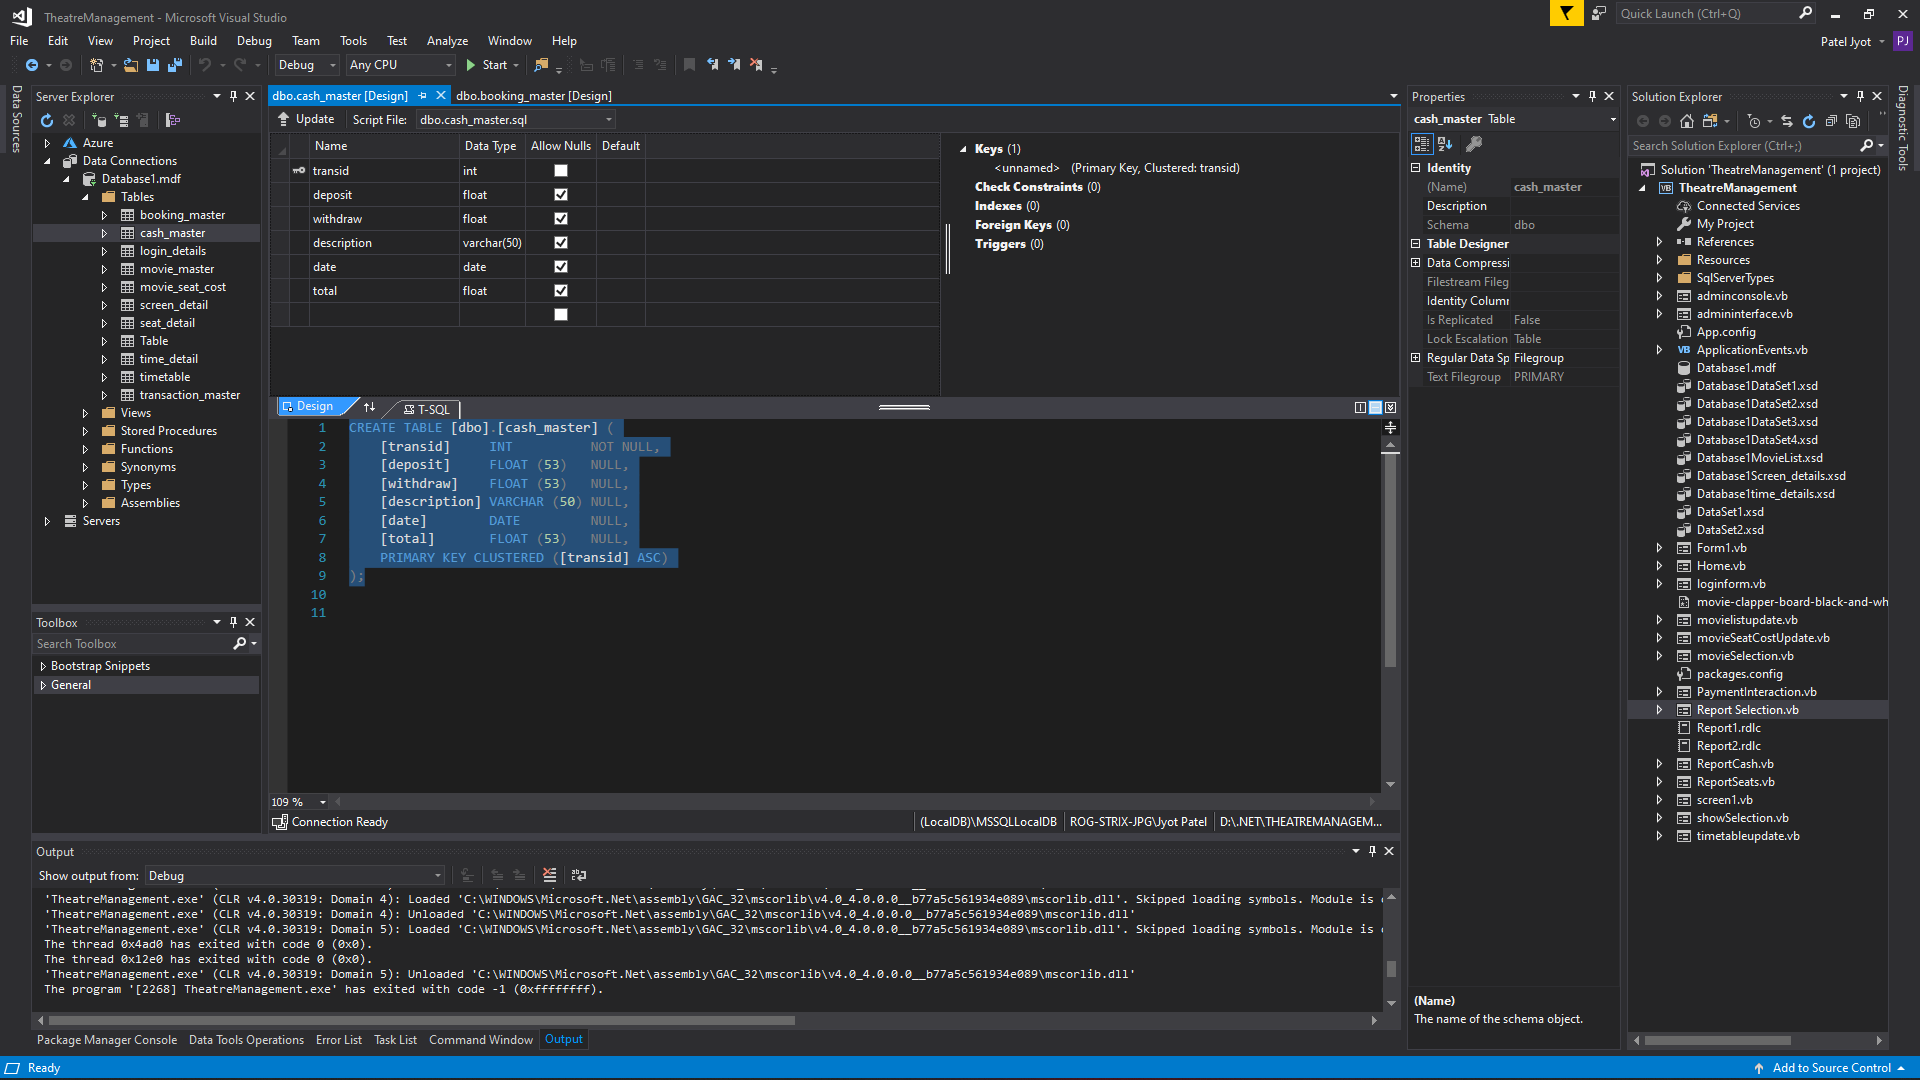 TheatreManagement - Microsoft Visual Studio
Quick Launch (Ctrl+Q)
File Edit View Project Build Debug Team Tools Test Analyze Window Help
Patel Jyot PJ
Debug Any CPU Start
Data Sources
Server Explorer
Azure
Data Connections
Database1.mdf
Tables
booking_master
cash_master
login_details
movie_master
movie_seat_cost
screen_detail
seat_detail
Table
time_detail
timetable
transaction_master
Views
Stored Procedures
Functions
Synonyms
Types
Assemblies
Servers
Toolbox
Search Toolbox
Bootstrap Snippets
General
dbo.cash_master [Design] dbo.booking_master [Design]
Update Script File: dbo.cash_master.sql
Name Data Type Allow Nulls Default
transid int
deposit float
withdraw float
description varchar(50)
date date
total float
Keys (1)
<unnamed> (Primary Key, Clustered: transid)
Check Constraints (0)
Indexes (0)
Foreign Keys (0)
Triggers (0)
Design T-SQL
1 CREATE TABLE [dbo].[cash_master] (
2 [transid] INT NOT NULL,
3 [deposit] FLOAT (53) NULL,
4 [withdraw] FLOAT (53) NULL,
5 [description] VARCHAR (50) NULL,
6 [date] DATE NULL,
7 [total] FLOAT (53) NULL,
8 PRIMARY KEY CLUSTERED ([transid] ASC)
9 );
10
11
109 %
Connection Ready (LocalDB)\MSSQLLocalDB ROG-STRIX-JPG\Jyot Patel D:\.NET\THEATREMANAGEM...
Output
Show output from: Debug
'TheatreManagement.exe' (CLR v4.0.30319: Domain 4): Loaded 'C:\WINDOWS\Microsoft.Net\assembly\GAC_32\mscorlib\v4.0_4.0.0.0__b77a5c561934e089\mscorlib.dll'. Skipped loading symbols. Module is
'TheatreManagement.exe' (CLR v4.0.30319: Domain 4): Unloaded 'C:\WINDOWS\Microsoft.Net\assembly\GAC_32\mscorlib\v4.0_4.0.0.0__b77a5c561934e089\mscorlib.dll'
'TheatreManagement.exe' (CLR v4.0.30319: Domain 5): Loaded 'C:\WINDOWS\Microsoft.Net\assembly\GAC_32\mscorlib\v4.0_4.0.0.0__b77a5c561934e089\mscorlib.dll'. Skipped loading symbols. Module is
The thread 0x4ad0 has exited with code 0 (0x0).
The thread 0x12e0 has exited with code 0 (0x0).
'TheatreManagement.exe' (CLR v4.0.30319: Domain 5): Unloaded 'C:\WINDOWS\Microsoft.Net\assembly\GAC_32\mscorlib\v4.0_4.0.0.0__b77a5c561934e089\mscorlib.dll'
The program '[2268] TheatreManagement.exe' has exited with code -1 (0xffffffff).
Package Manager Console Data Tools Operations Error List Task List Command Window Output
Properties
cash_master Table
Identity
(Name) cash_master
Description
Schema dbo
Table Designer
Data Compressi
Filestream Fileg
Identity Column
Is Replicated False
Lock Escalation Table
Regular Data Sp Filegroup
Text Filegroup PRIMARY
(Name)
The name of the schema object.
Solution Explorer
Search Solution Explorer (Ctrl+;)
Solution 'TheatreManagement' (1 project)
VB TheatreManagement
Connected Services
My Project
References
Resources
SqlServerTypes
adminconsole.vb
admininterface.vb
App.config
VB ApplicationEvents.vb
Database1.mdf
Database1DataSet1.xsd
Database1DataSet2.xsd
Database1DataSet3.xsd
Database1DataSet4.xsd
Database1MovieList.xsd
Database1Screen_details.xsd
Database1time_details.xsd
DataSet1.xsd
DataSet2.xsd
Form1.vb
Home.vb
loginform.vb
movie-clapper-board-black-and-wh
movielistupdate.vb
movieSeatCostUpdate.vb
movieSelection.vb
packages.config
PaymentInteraction.vb
Report Selection.vb
Report1.rdlc
Report2.rdlc
ReportCash.vb
ReportSeats.vb
screen1.vb
showSelection.vb
timetableupdate.vb
Diagnostic Tools
Ready Add to Source Control